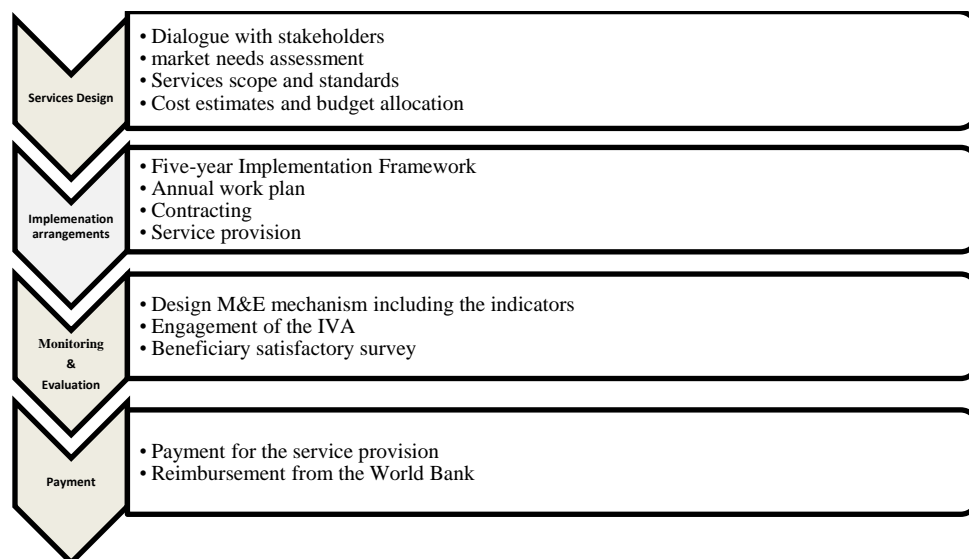 Services Design
• Dialogue with stakeholders
• market needs assessment
• Services scope and standards
• Cost estimates and budget allocation
Implemenation
arrangements
• Five-year Implementation Framework
• Annual work plan
• Contracting
• Service provision
Monitoring
&
Evaluation
• Design M&E mechanism including the indicators
• Engagement of the IVA
• Beneficiary satisfactory survey
Payment
• Payment for the service provision
• Reimbursement from the World Bank